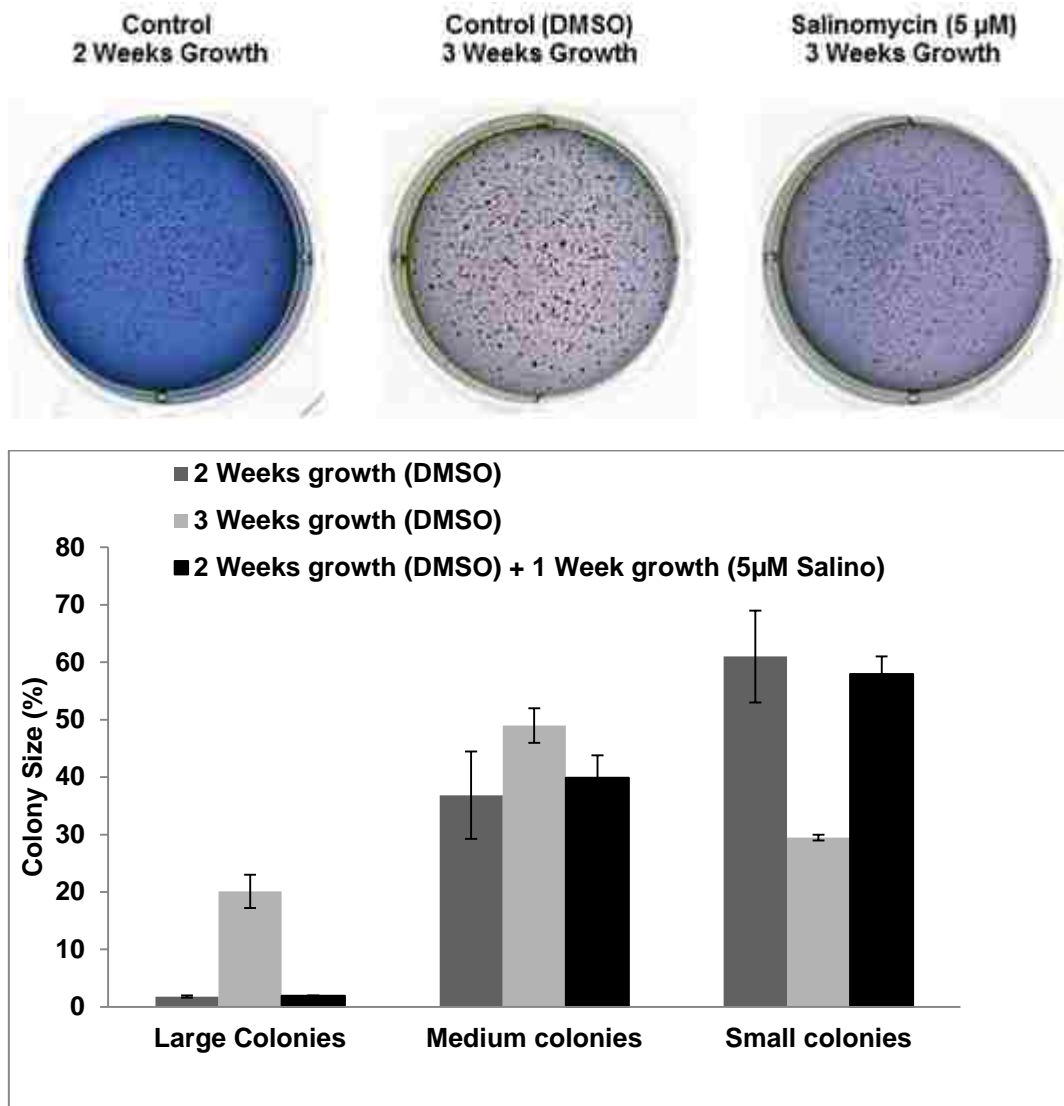 Control
2 Weeks Growth
Control (DMSO)
3 Weeks Growth
Salinomycin (5 µM)
3 Weeks Growth
2 Weeks growth (DMSO)
3 Weeks growth (DMSO)
2 Weeks growth (DMSO) + 1 Week growth (5µM Salino)
Colony Size (%)
80
70
60
50
40
30
20
10
0
Large Colonies
Medium colonies
Small colonies